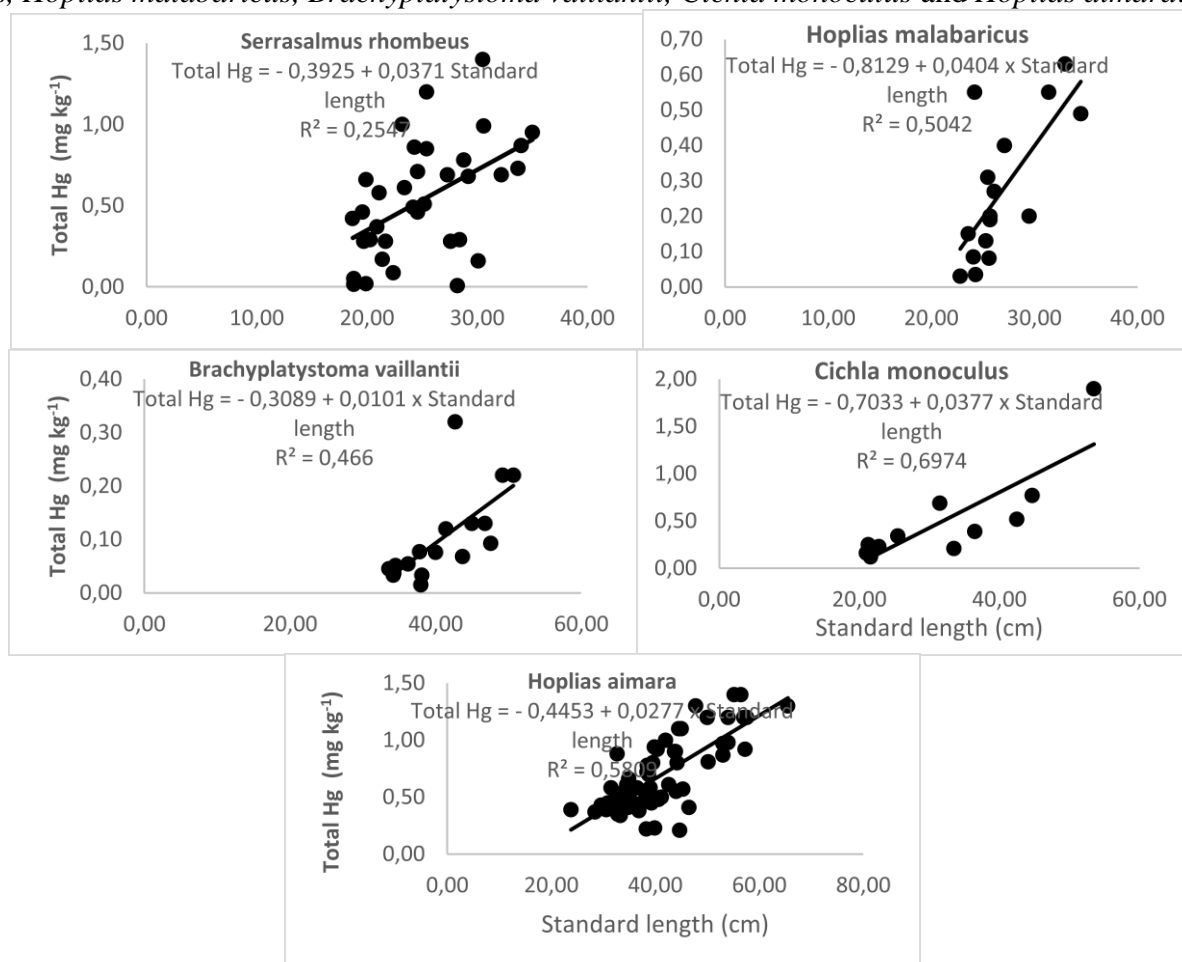 s, Hoplias malabaricus, Brachyplatystoma vaillantii, Cichla monoculus and Hoplias aimara.
Serrasalmus rhombeus
Total Hg = - 0,3925 + 0,0371 Standard
length
R² = 0,2547
Total Hg (mg kg-1)
1,50
1,00
0,50
0,00
0,00 10,00 20,00 30,00 40,00
Hoplias malabaricus
Total Hg = - 0,8129 + 0,0404 x Standard
length
R² = 0,5042
0,70
0,60
0,50
0,40
0,30
0,20
0,10
0,00
0,00 10,00 20,00 30,00 40,00
Brachyplatystoma vaillantii
Total Hg = - 0,3089 + 0,0101 x Standard
length
R² = 0,466
Total Hg (mg kg-1)
0,40
0,30
0,20
0,10
0,00
0,00 20,00 40,00 60,00
Cichla monoculus
Total Hg = - 0,7033 + 0,0377 x Standard
length
R² = 0,6974
2,00
1,50
1,00
0,50
0,00
0,00 20,00 40,00 60,00
Standard length (cm)
Hoplias aimara
Total Hg = - 0,4453 + 0,0277 x Standard
length
R² = 0,5809
Total Hg (mg kg-1)
1,50
1,00
0,50
0,00
0,00 20,00 40,00 60,00 80,00
Standard length (cm)